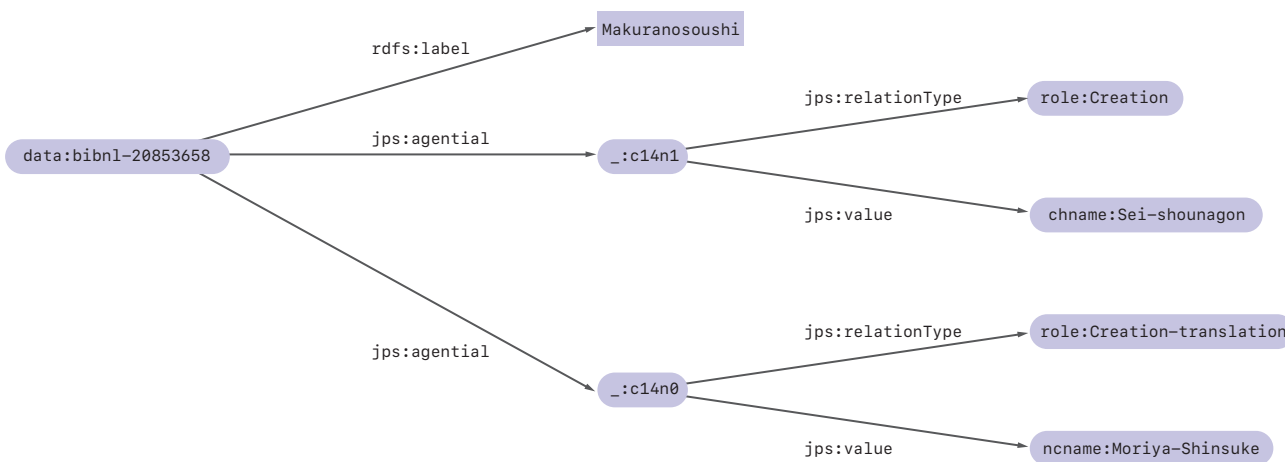 Makuranosoushi
rdfs:label
jps:relationType
role:Creation
jps:agential
data:bibnl-20853658
_:c14n1
jps:value
chname:Sei-shounagon
jps:relationType
role:Creation-translation
jps:agential
_:c14n0
jps:value
ncname:Moriya-Shinsuke